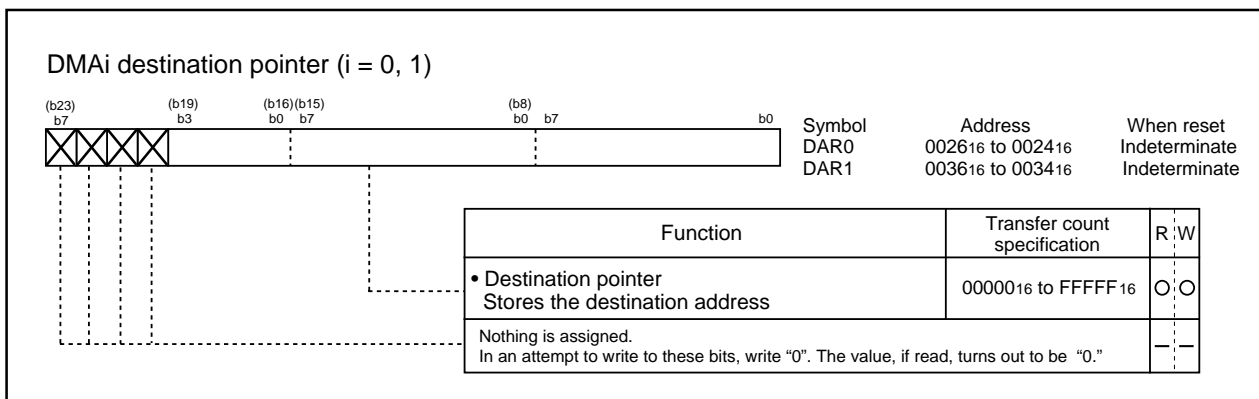 DMAi destination pointer (i = 0, 1)
(b23) (b19) (b16)(b15) (b8)
b7 b3 b0 b7 b0 b7 b0
Symbol Address When reset
DAR0 002616 to 002416 Indeterminate
DAR1 003616 to 003416 Indeterminate
Function Transfer count specification R W
• Destination pointer
Stores the destination address 0000016 to FFFFF16 O O
Nothing is assigned.
In an attempt to write to these bits, write “0”. The value, if read, turns out to be “0.” – –